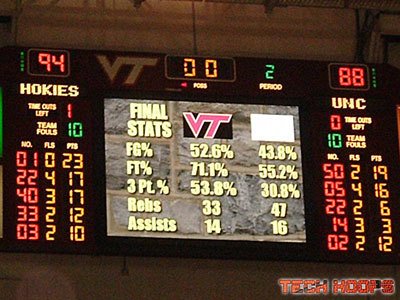 94 VT 00 2 88
POSS PERIOD
HOKIES UNC
TIME OUTS LEFT 1 0 TIME OUTS LEFT
TEAM FOULS 10 10 TEAM FOULS
NO. FLS PTS NO. FLS PTS
01 0 23 50 2 19
22 4 17 05 4 16
40 3 17 22 2 6
33 2 12 14 3 3
03 2 10 02 2 12
FINAL STATS VT
FG% 52.6% 43.8%
FT% 71.1% 55.2%
3 Pt.% 53.8% 30.8%
Rebs 33 47
Assists 14 16
TECH HOOPS